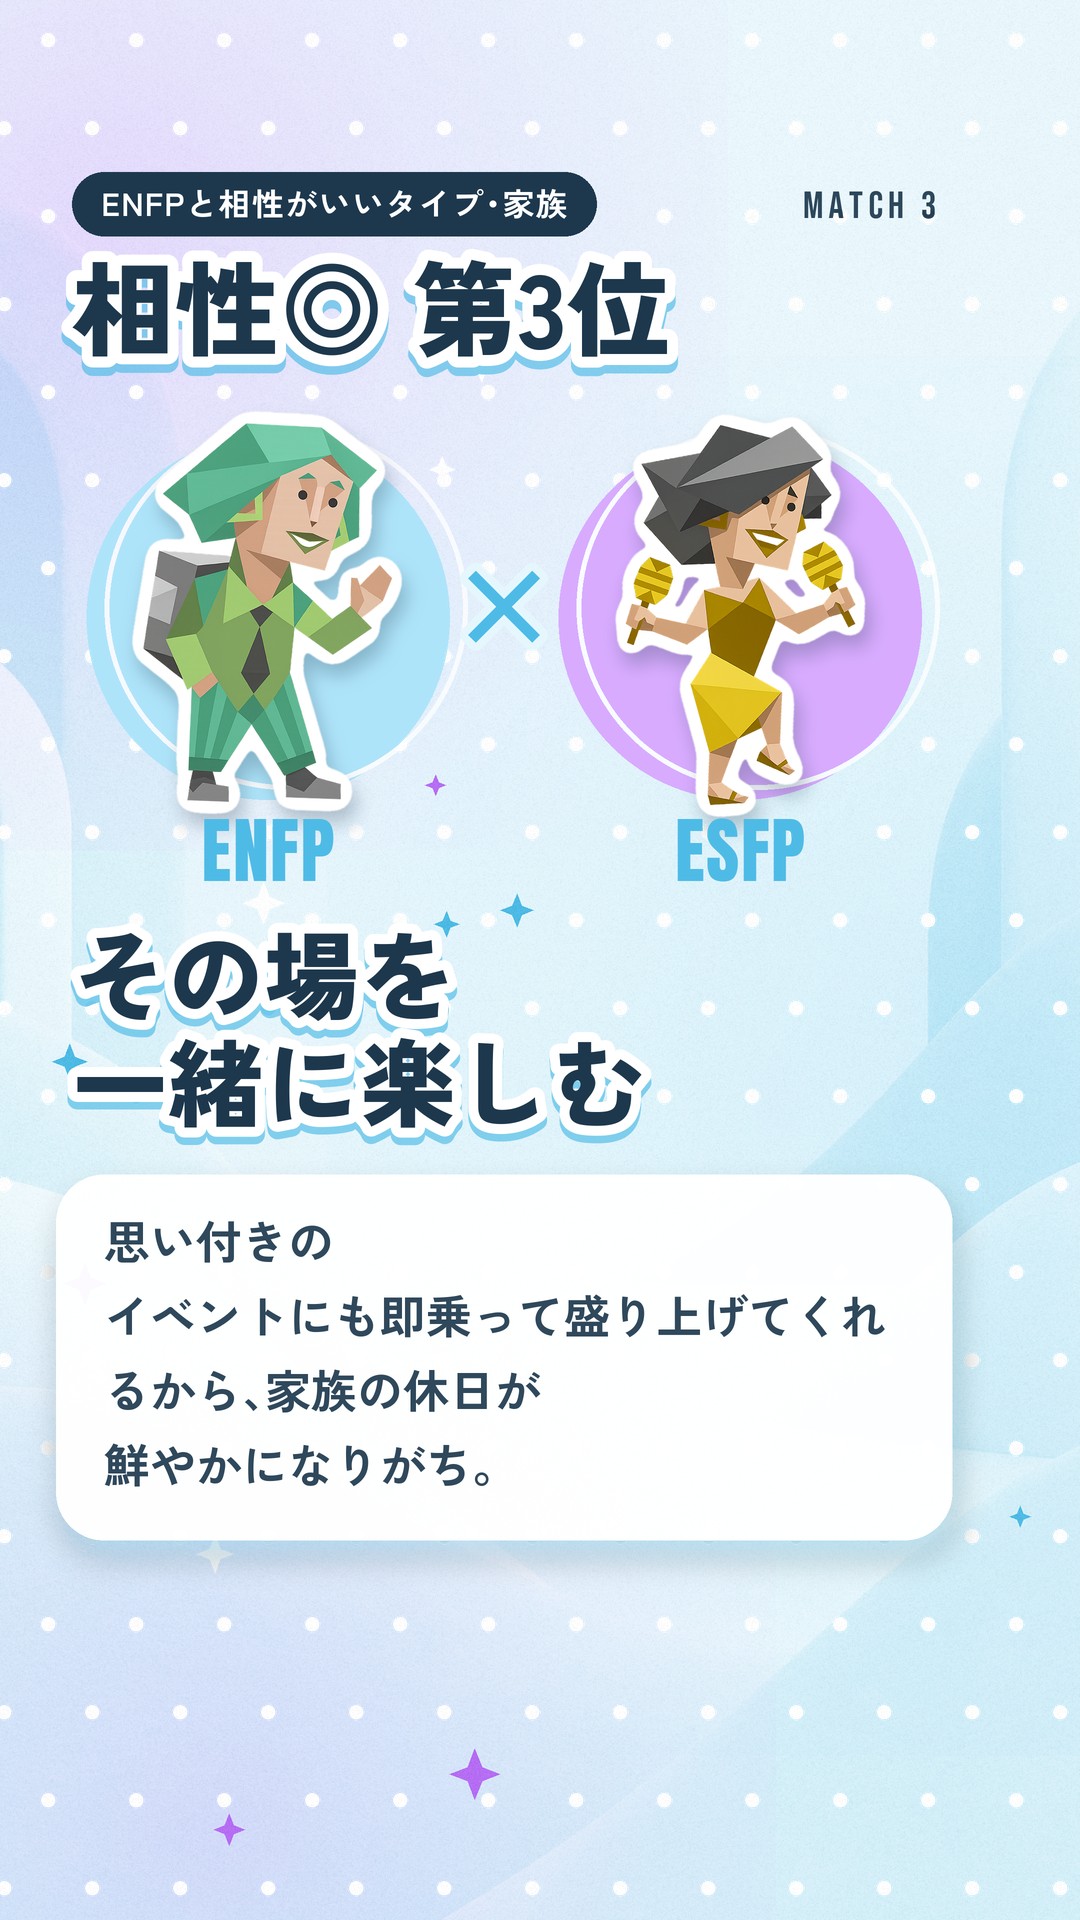 ENFPと相性がいいタイプ・家族
MATCH 3
相性◎ 第3位
×
ENFP
ESFP
その場を
一緒に楽しむ
思い付きの
イベントにも即乗って盛り上げてくれ
るから、家族の休日が
鮮やかになりがち。